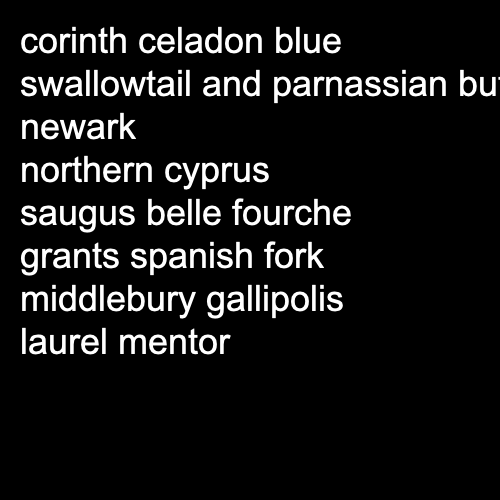 corinth celadon blue
swallowtail and parnassian
newark
northern cyprus
saugus belle fourche
grants spanish fork
middlebury gallipolis
laurel mentor